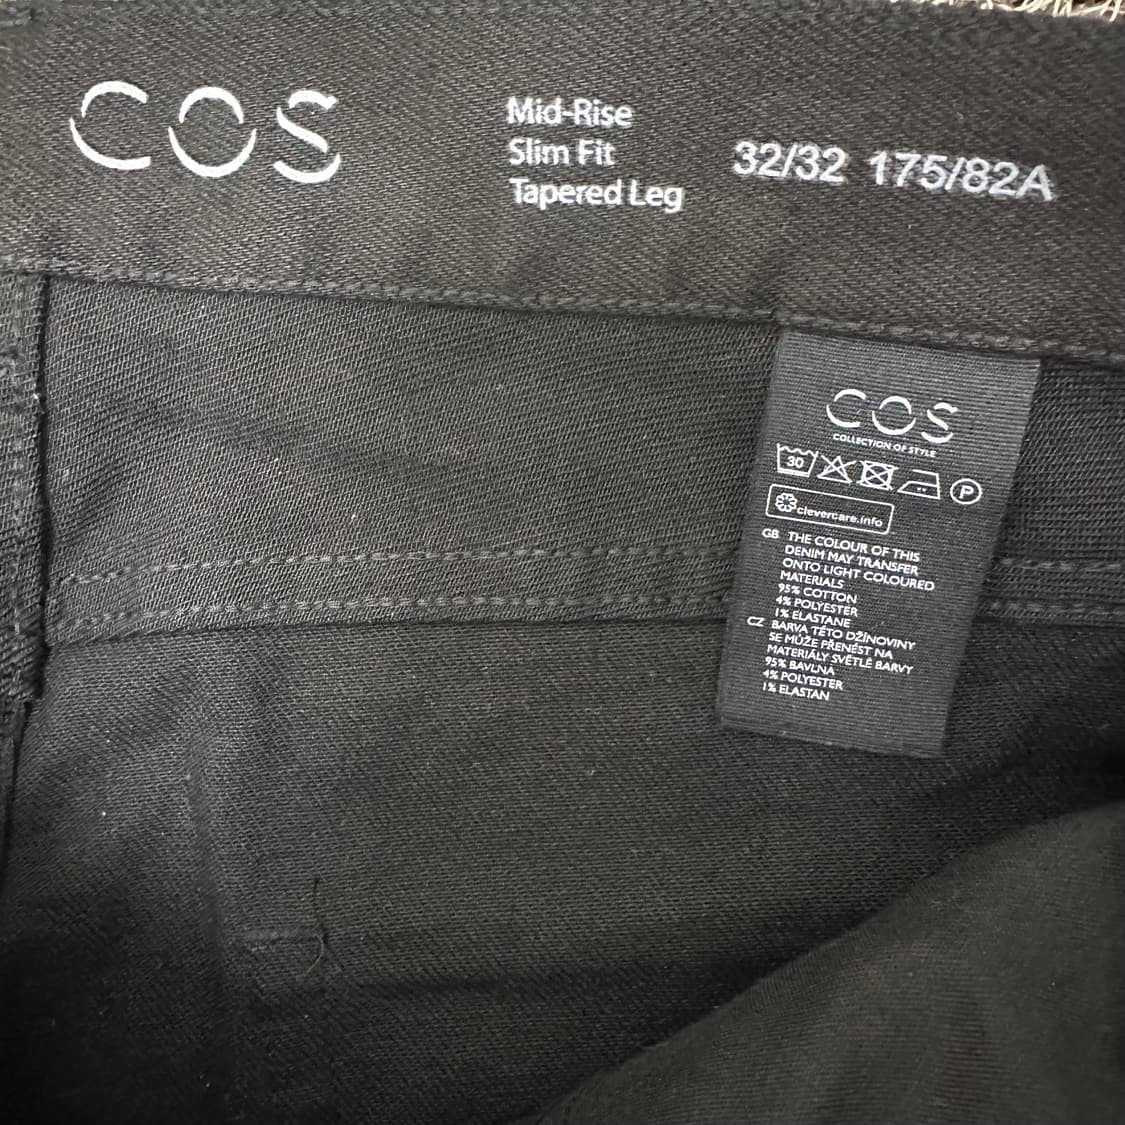 COS
Mid-Rise
Slim Fit
Tapered Leg
32/32 175/82A
COS
COLLECTION OF STYLE
30
P
clevercare.info
GB THE COLOUR OF THIS
DENIM MAY TRANSFER
ONTO LIGHT COLOURED
MATERIALS
95% COTTON
4% POLYESTER
1% ELASTANE
CZ BARVA TÉTO DŽÍNOVINY
SE MŮŽE PŘENÉST NA
MATERIÁLY SVĚTLÉ BARVY
95% BAVLNA
4% POLYESTER
1% ELASTAN